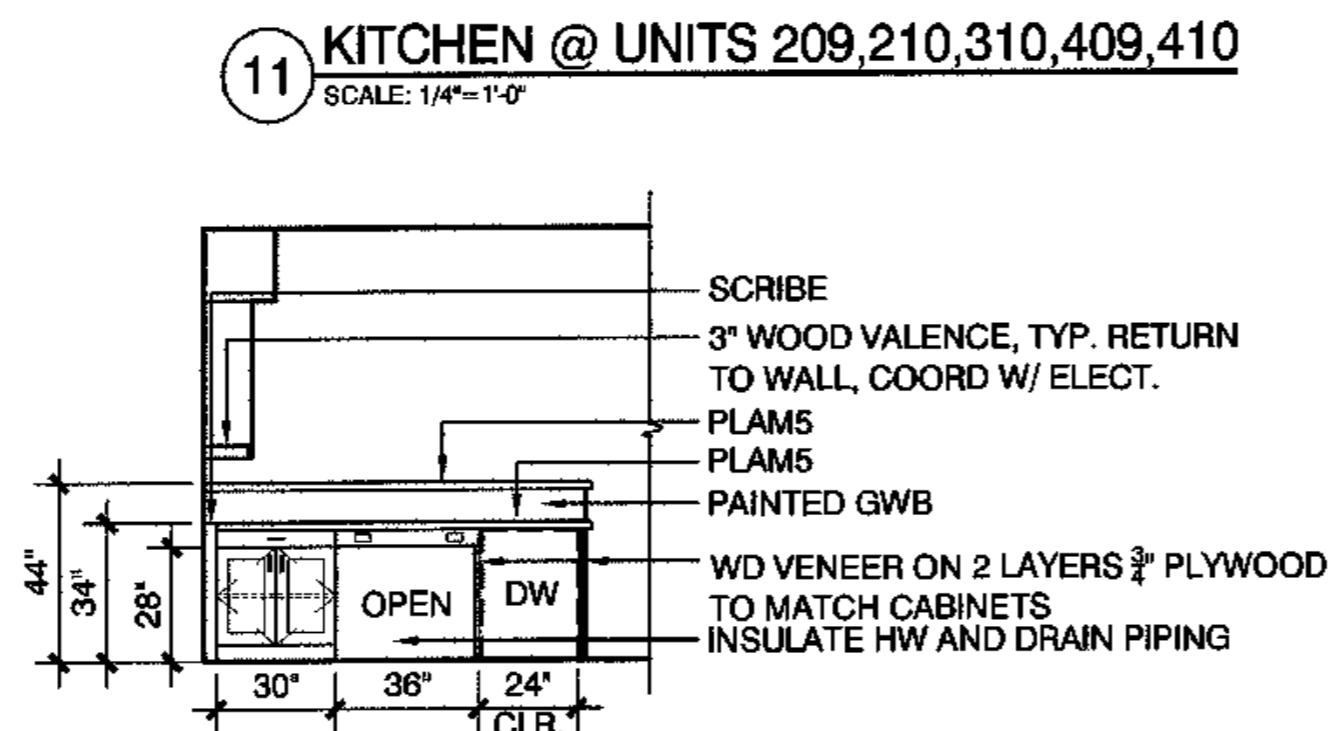 11 KITCHEN @ UNITS 209,210,310,409,410
SCALE: 1/4"=1'-0"
SCRIBE
3" WOOD VALENCE, TYP. RETURN
TO WALL, COORD W/ ELECT.
PLAM5
PLAM5
PAINTED GWB
WD VENEER ON 2 LAYERS 3/4" PLYWOOD
TO MATCH CABINETS
INSULATE HW AND DRAIN PIPING
44"
34"
28"
OPEN
DW
30"
36"
24"
CLR.